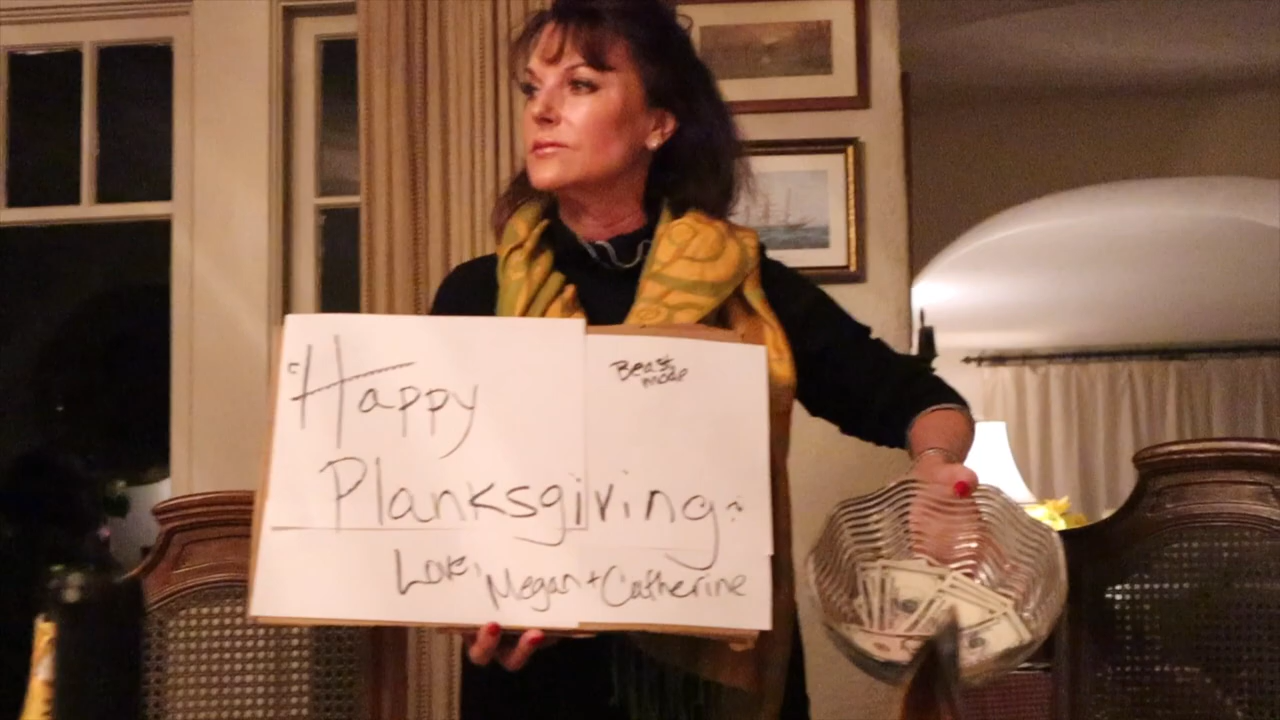 Happy
Beast
mode
Planksgiving:
Love, Megan + Catherine